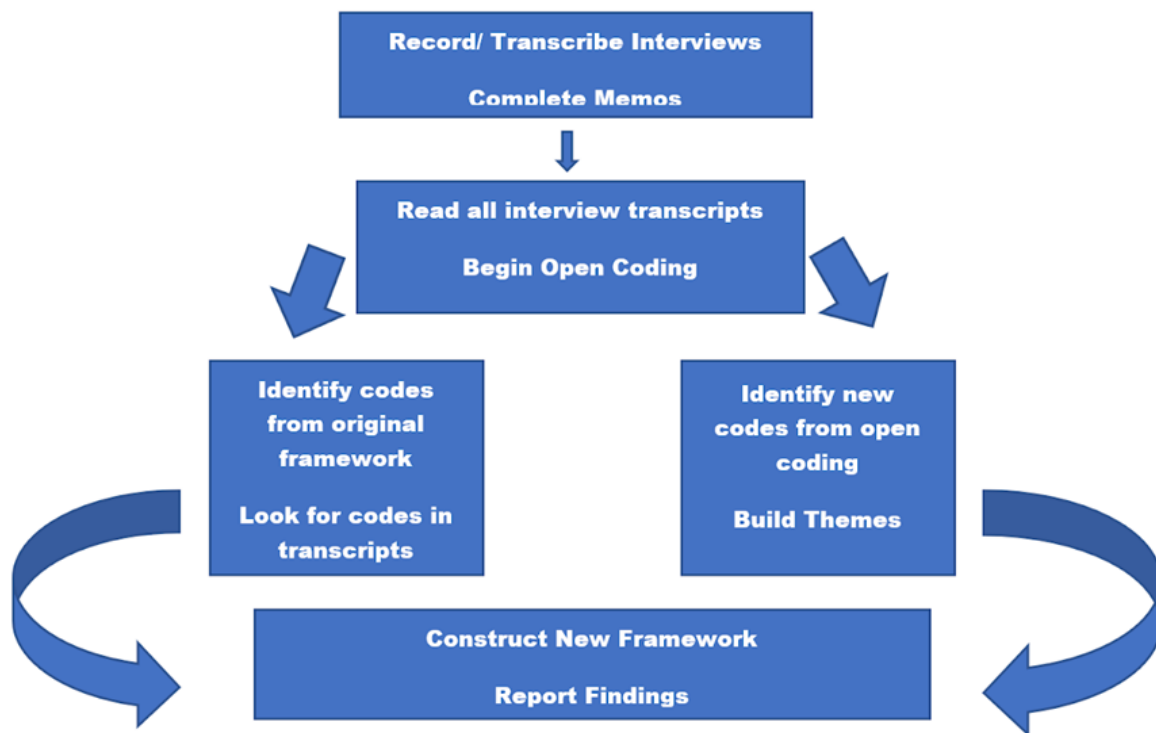 Record/ Transcribe Interviews
Complete Memos
Read all interview transcripts
Begin Open Coding
Identify codes
from original
framework
Look for codes in
transcripts
Identify new
codes from open
coding
Build Themes
Construct New Framework
Report Findings